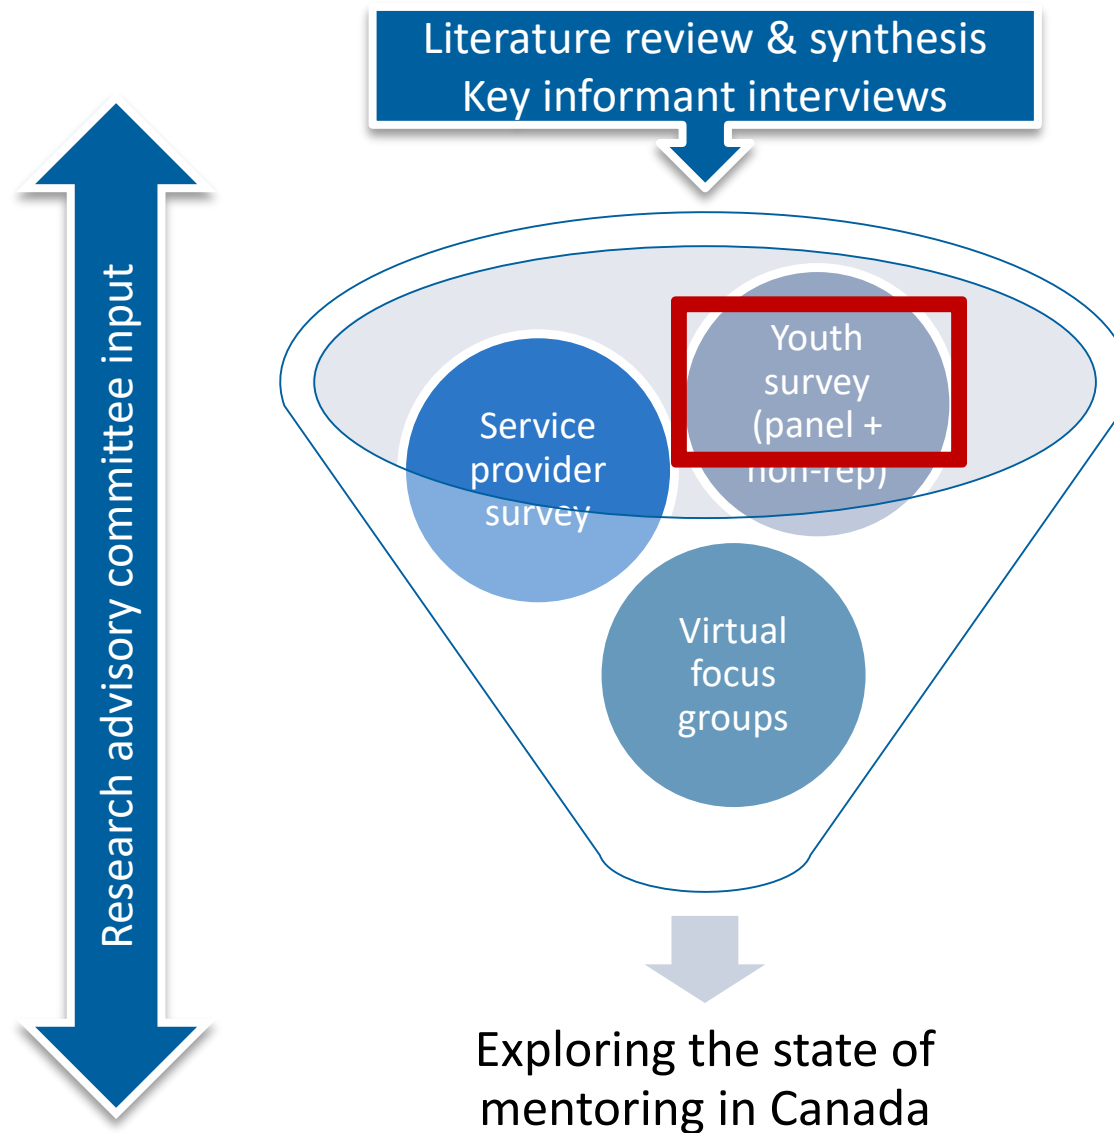 Literature review & synthesis
Key informant interviews
Research advisory committee input
Youth
survey
(panel +
non-rep)
Service
provider
survey
Virtual
focus
groups
Exploring the state of
mentoring in Canada